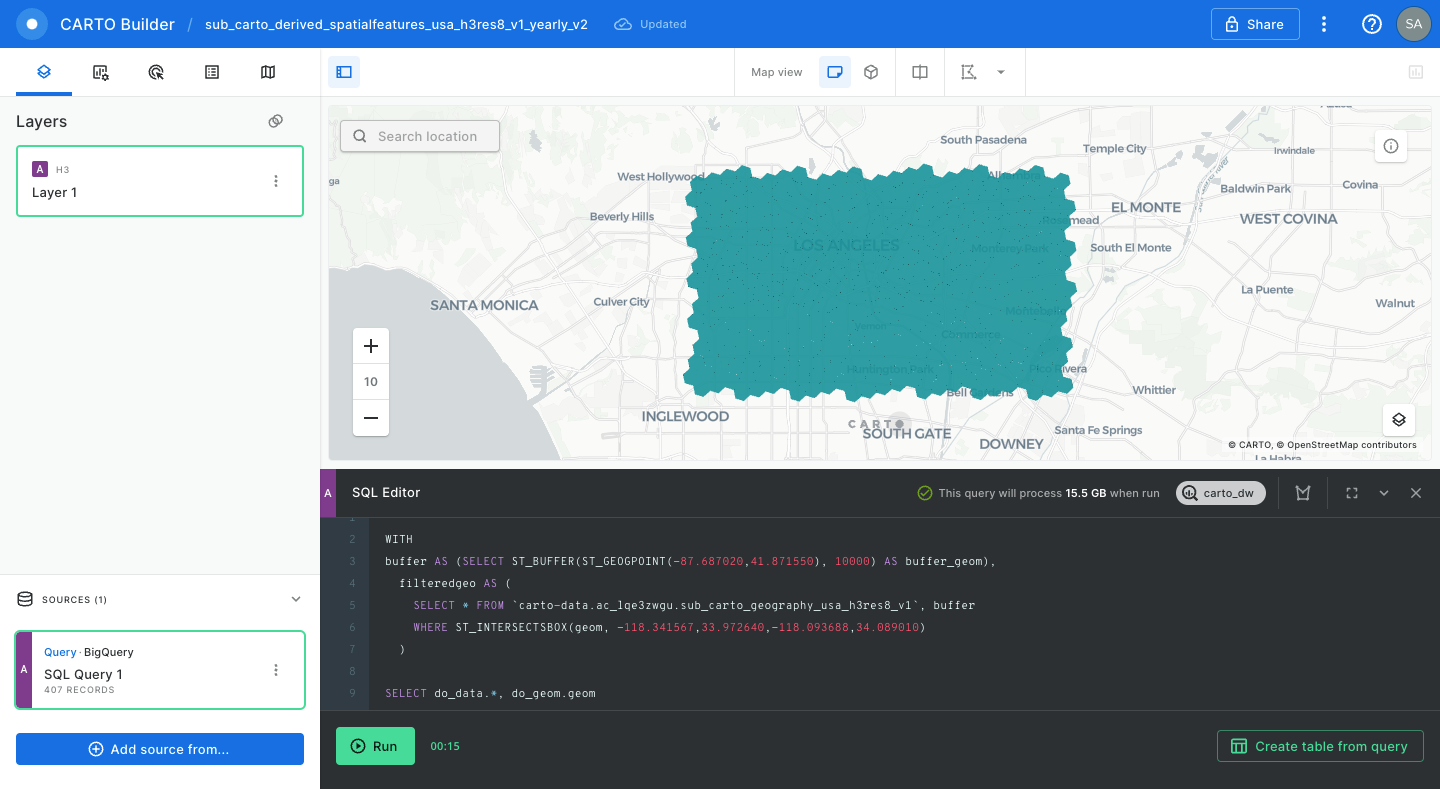 CARTO Builder / sub_carto_derived_spatialfeatures_usa_h3res8_v1_yearly_v2 Updated Share SA
Map view
Layers
A H3
Layer 1
SOURCES (1)
A
Query · BigQuery
SQL Query 1
407 RECORDS
Add source from...
Search location
South Pasadena
Temple City
Irwindale
ga
West Hollywood
Alhambra
Baldwin Park
Covina
Beverly Hills
Rosemead
EL MONTE
WEST COVINA
LOS ANGELES
Monterey Park
South El Monte
SANTA MONICA
Culver City
La Puente
Walnut
Montebello
Vernon
Commerce
10
Huntington Park
Pico Rivera
Bell Gardens
Whittier
INGLEWOOD
CARTO
SOUTH GATE
DOWNEY
Santa Fe Springs
© CARTO, © OpenStreetMap contributors
La Habra
A
SQL Editor
This query will process 15.5 GB when run
carto_dw
1
2 WITH
3 buffer AS (SELECT ST_BUFFER(ST_GEOGPOINT(-87.687020,41.871550), 10000) AS buffer_geom),
4 filteredgeo AS (
5 SELECT * FROM `carto-data.ac_lqe3zwgu.sub_carto_geography_usa_h3res8_v1`, buffer
6 WHERE ST_INTERSECTSBOX(geom, -118.341567,33.972640,-118.093688,34.089010)
7 )
8
9 SELECT do_data.*, do_geom.geom
Run 00:15
Create table from query